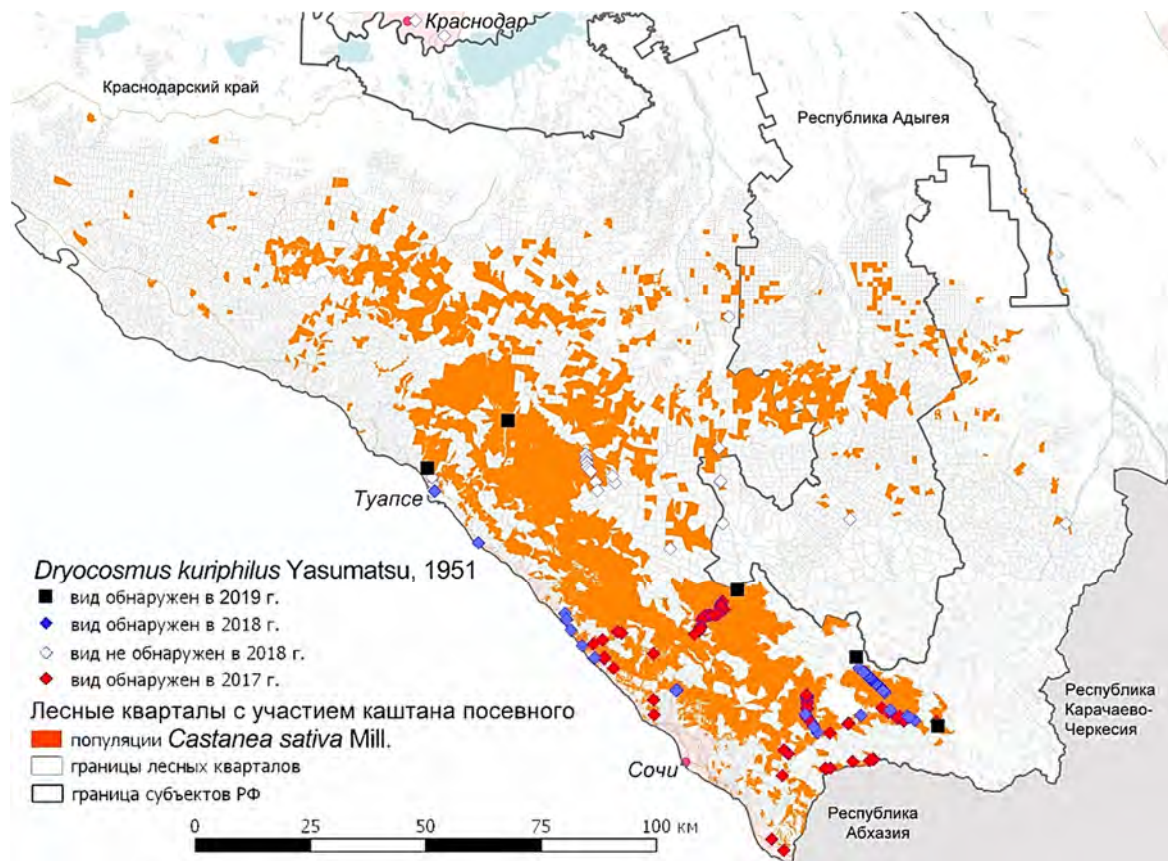 Краснодар
Краснодарский край
Республика Адыгея
Туапсе
Dryocosmus kuriphilus Yasumatsu, 1951
вид обнаружен в 2019 г.
вид обнаружен в 2018 г.
вид не обнаружен в 2018 г.
вид обнаружен в 2017 г.
Лесные кварталы с участием каштана посевного
популяции Castanea sativa Mill.
границы лесных кварталов
граница субъектов РФ
Республика
Карачаево-
Черкесия
Сочи
Республика
Абхазия
0 25 50 75 100 км